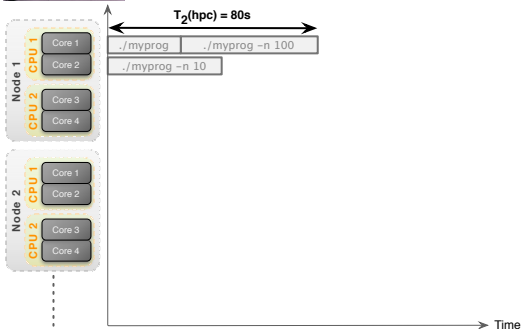 T2(hpc) = 80s
Node 1
CPU 1
Core 1
Core 2
CPU 2
Core 3
Core 4
./myprog
./myprog -n 100
./myprog -n 10
Node 2
CPU 1
Core 1
Core 2
CPU 2
Core 3
Core 4
Time